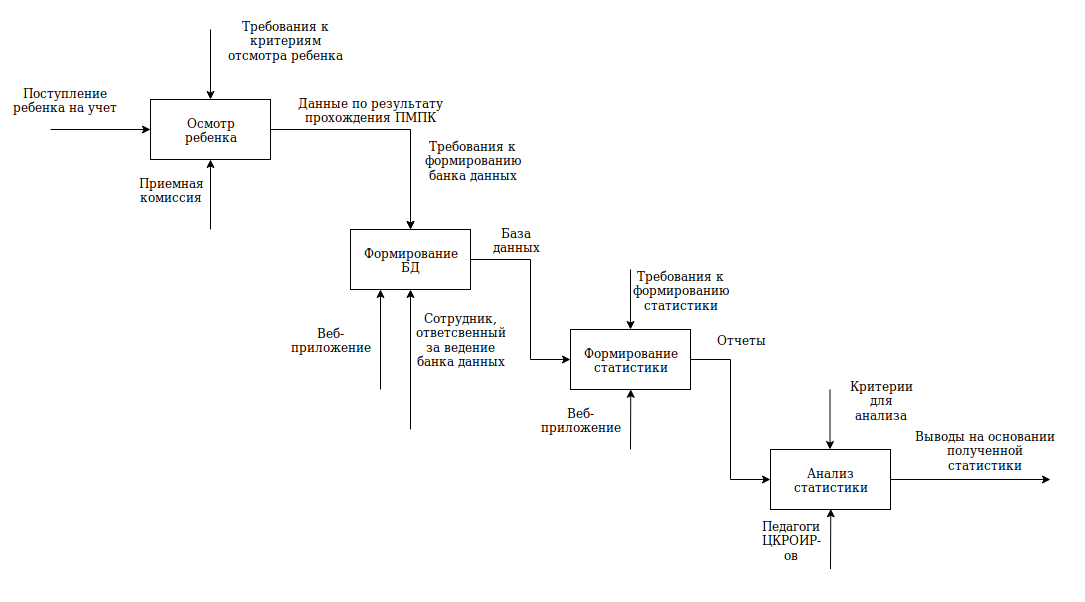 Требования к
критериям
отсмотра ребенка
Поступление
ребенка на учет
Осмотр
ребенка
Данные по результату
прохождения ПМПК
Приемная
комиссия
Требования к
формированию
банка данных
Формирование
БД
База
данных
Веб-
приложение
Сотрудник,
ответсвенный
за ведение
банка данных
Требования к
формированию
статистики
Формирование
статистики
Отчеты
Веб-
приложение
Критерии
для
анализа
Анализ
статистики
Выводы на основании
полученной
статистики
Педагоги
ЦКРОИР-
ов